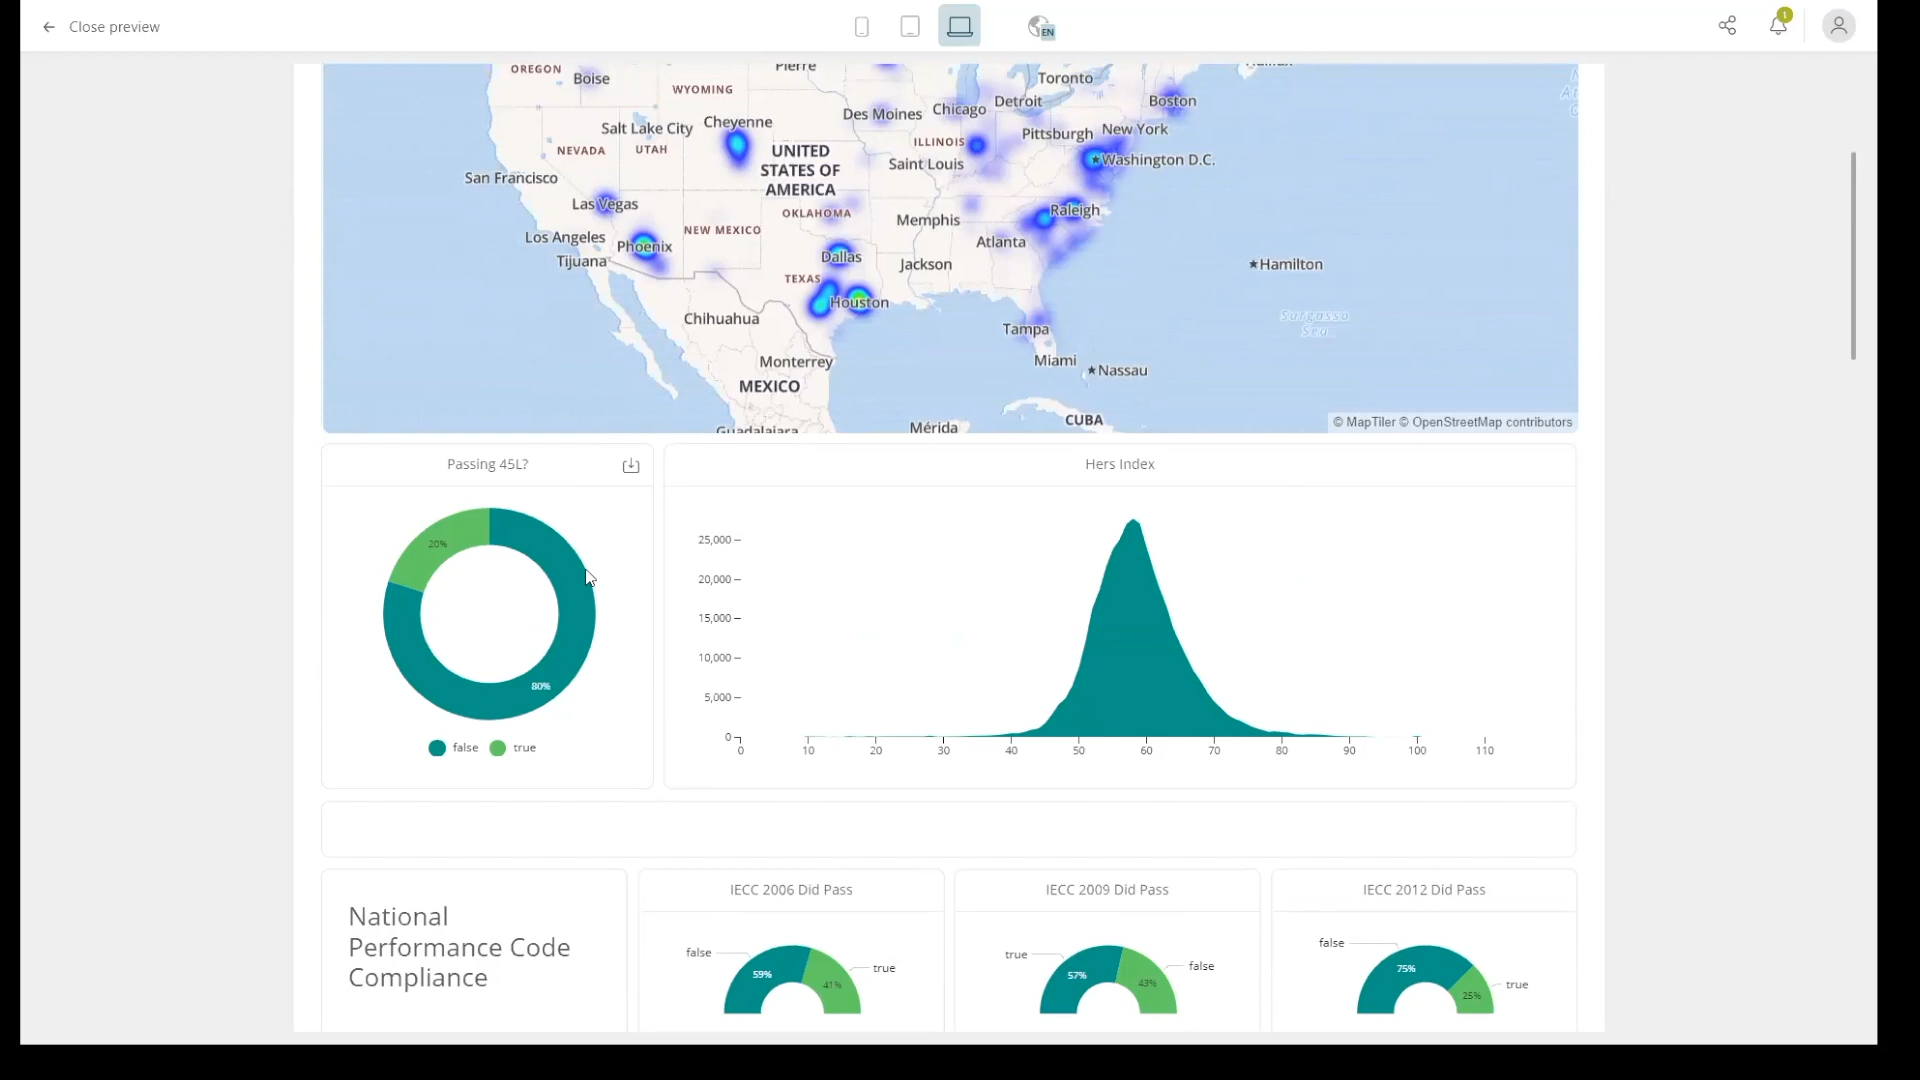 Close preview
EN
1
OREGON
Boise
Pierre
Toronto
WYOMING
Des Moines
Chicago
Detroit
Boston
Salt Lake City
Cheyenne
Pittsburgh
New York
NEVADA
UTAH
UNITED
STATES OF
AMERICA
ILLINOIS
Saint Louis
Washington D.C.
San Francisco
Las Vegas
OKLAHOMA
Memphis
Raleigh
Los Angeles
Phoenix
NEW MEXICO
Atlanta
Tijuana
Dallas
Jackson
Hamilton
TEXAS
Houston
Chihuahua
Sargasso
Sea
Tampa
Monterrey
Miami
Nassau
MEXICO
CUBA
Guadalajara
Mérida
© MapTiler © OpenStreetMap contributors
Passing 45L?
20%
80%
false
true
Hers Index
25,000
20,000
15,000
10,000
5,000
0
0 10 20 30 40 50 60 70 80 90 100 110
National
Performance Code
Compliance
IECC 2006 Did Pass
false
59%
41%
true
IECC 2009 Did Pass
true
57%
43%
false
IECC 2012 Did Pass
false
75%
25%
true